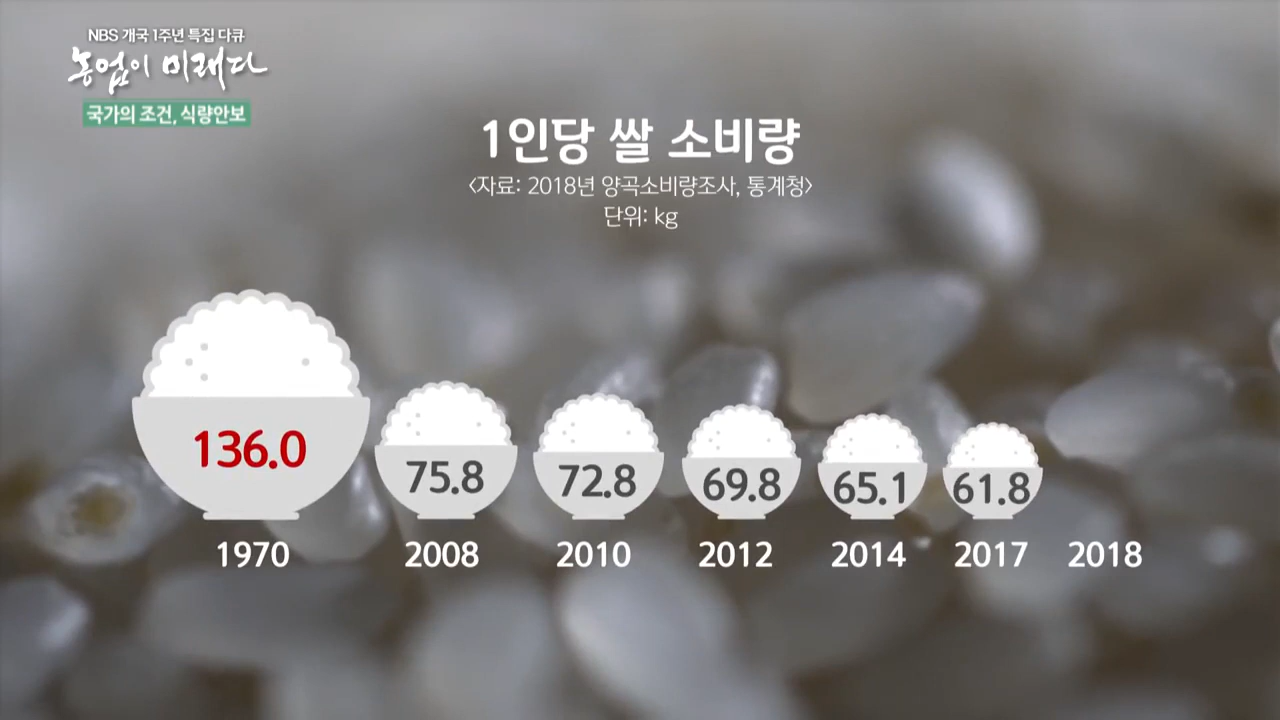 NBS 개국 1주년 특집 다큐
농업이 미래다
국가의 조건, 식량안보
1인당 쌀 소비량
<자료: 2018년 양곡소비량조사, 통계청>
단위: kg
136.0
75.8
72.8
69.8
65.1
61.8
1970
2008
2010
2012
2014
2017
2018